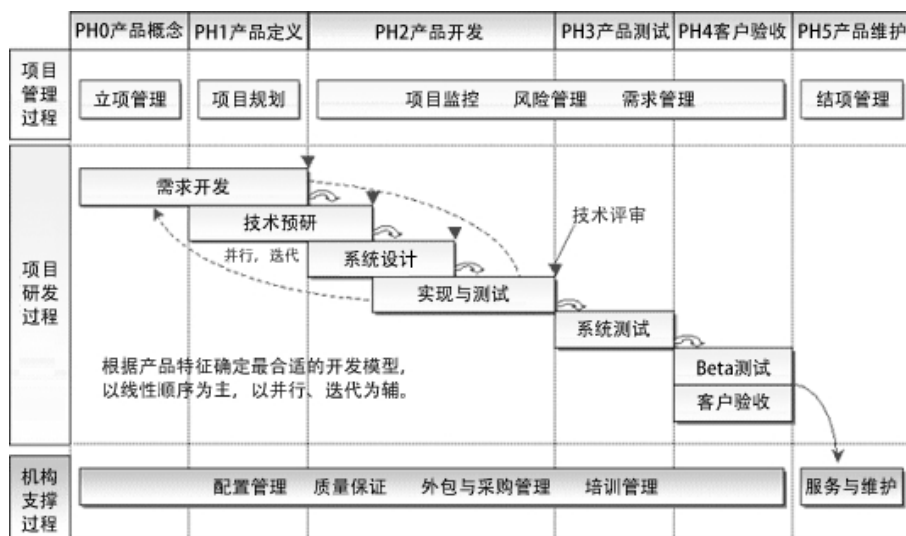 PH0产品概念 PH1产品定义 PH2产品开发 PH3产品测试 PH4客户验收 PH5产品维护
项目
管理
过程
立项管理 项目规划 项目监控 风险管理 需求管理 结项管理
需求开发
技术预研
技术评审
并行，迭代
系统设计
项目
研发
过程
实现与测试
系统测试
根据产品特征确定最合适的开发模型，
以线性顺序为主，以并行、迭代为辅。
Beta测试
客户验收
机构
支撑
过程
配置管理 质量保证 外包与采购管理 培训管理 服务与维护